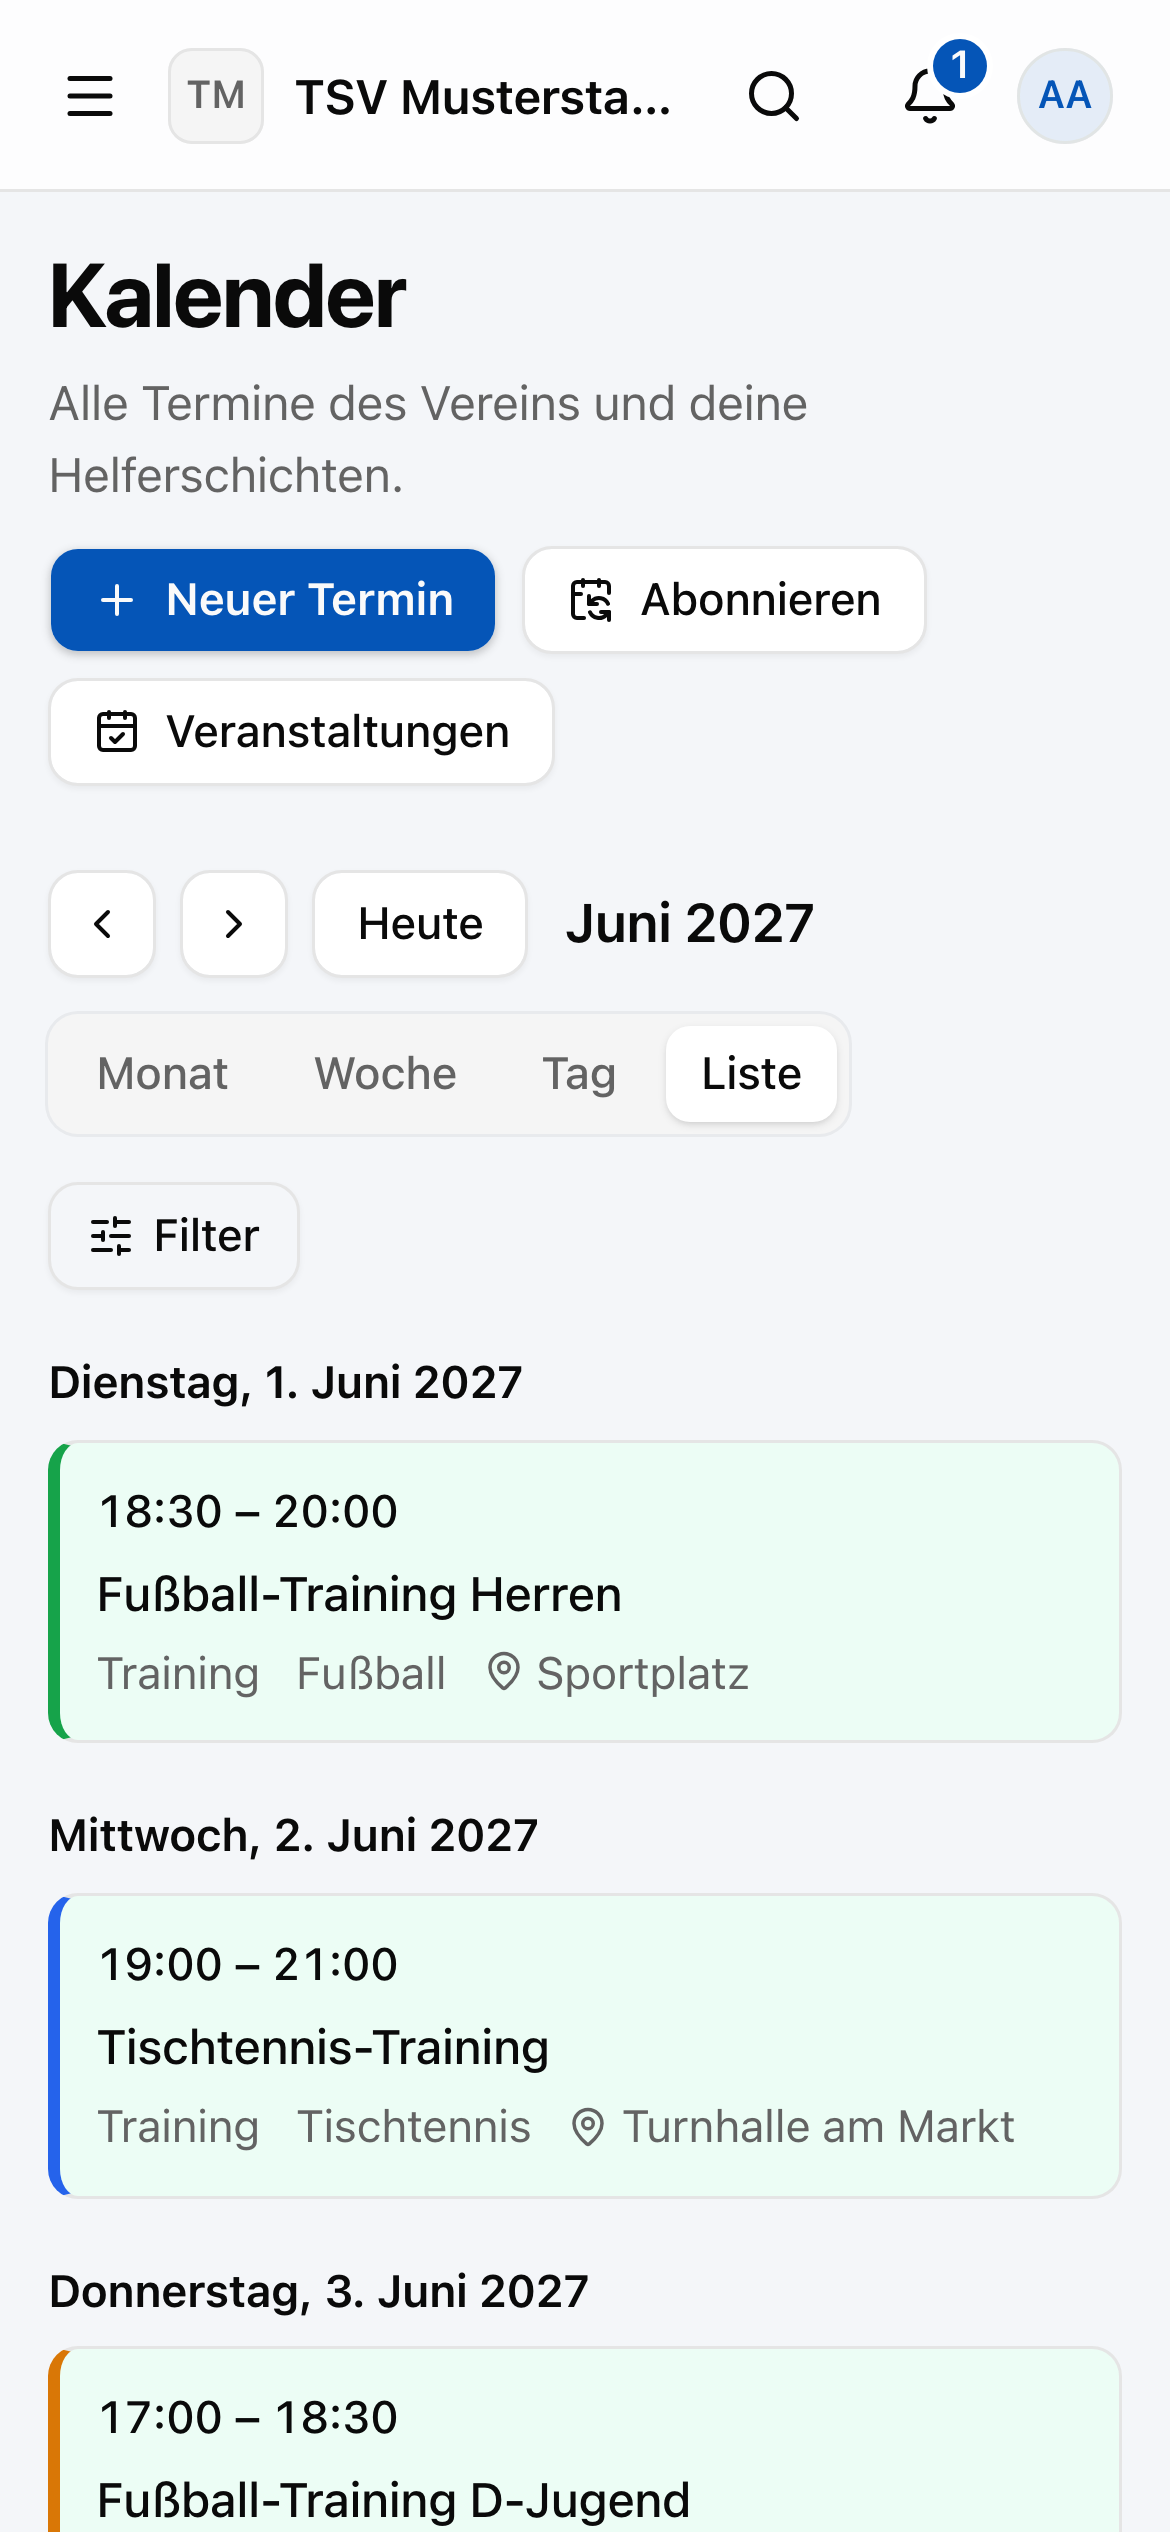 TM TSV Mustersta... 1 AA
Kalender
Alle Termine des Vereins und deine
Helferschichten.
Neuer Termin Abonnieren
Veranstaltungen
Heute Juni 2027
Monat Woche Tag Liste
Filter
Dienstag, 1. Juni 2027
18:30 – 20:00
Fußball-Training Herren
Training Fußball Sportplatz
Mittwoch, 2. Juni 2027
19:00 – 21:00
Tischtennis-Training
Training Tischtennis Turnhalle am Markt
Donnerstag, 3. Juni 2027
17:00 – 18:30
Fußball-Training D-Jugend